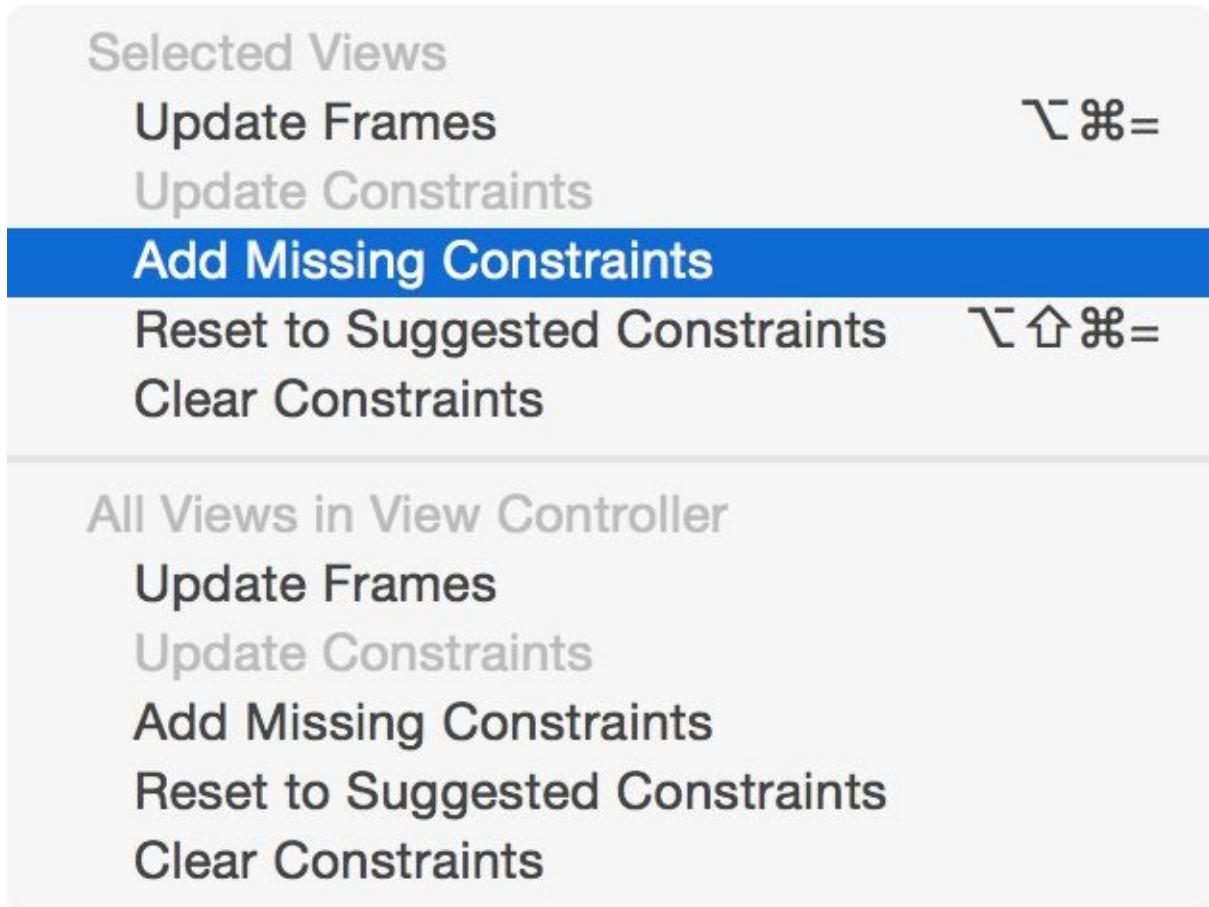 Selected Views
Update Frames ⌥⌘=
Update Constraints
Add Missing Constraints
Reset to Suggested Constraints ⌥⇧⌘=
Clear Constraints
All Views in View Controller
Update Frames
Update Constraints
Add Missing Constraints
Reset to Suggested Constraints
Clear Constraints